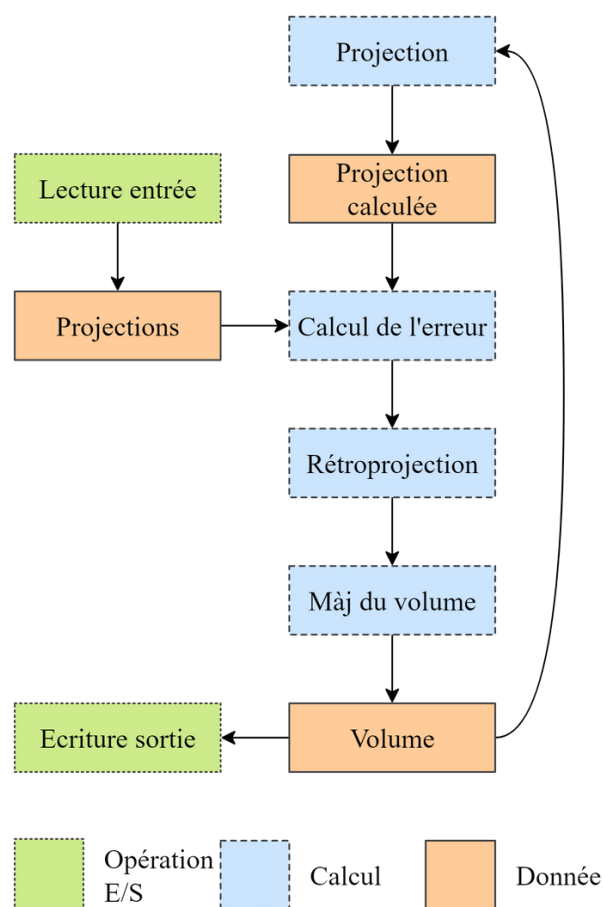 Projection
Lecture entrée
Projection
calculée
Projections
Calcul de l'erreur
Rétroprojection
Màj du volume
Ecriture sortie
Volume
Opération
E/S
Calcul
Donnée